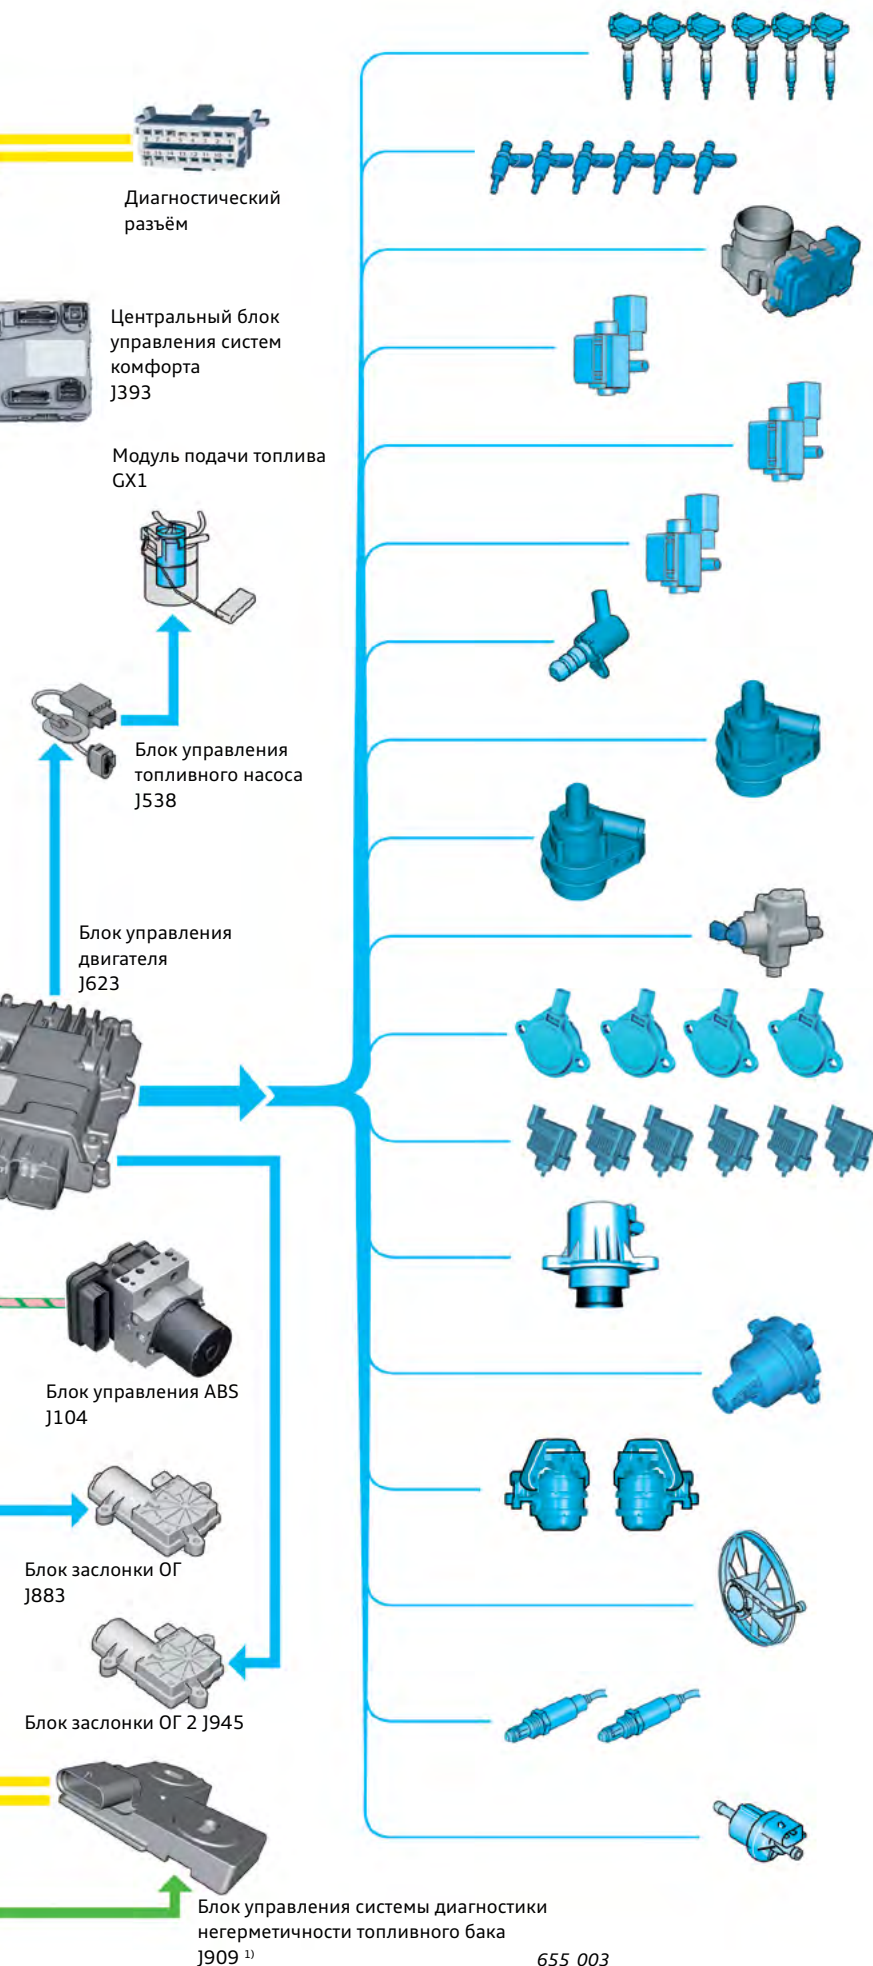 Диагностический
разъём
Центральный блок
управления систем
комфорта
J393
Модуль подачи топлива
GX1
Блок управления
топливного насоса
J538
Блок управления
двигателя
J623
Блок управления ABS
J104
Блок заслонки ОГ
J883
Блок заслонки ОГ 2 J945
Блок управления системы диагностики
негерметичности топливного бака
J909 1)
655_003